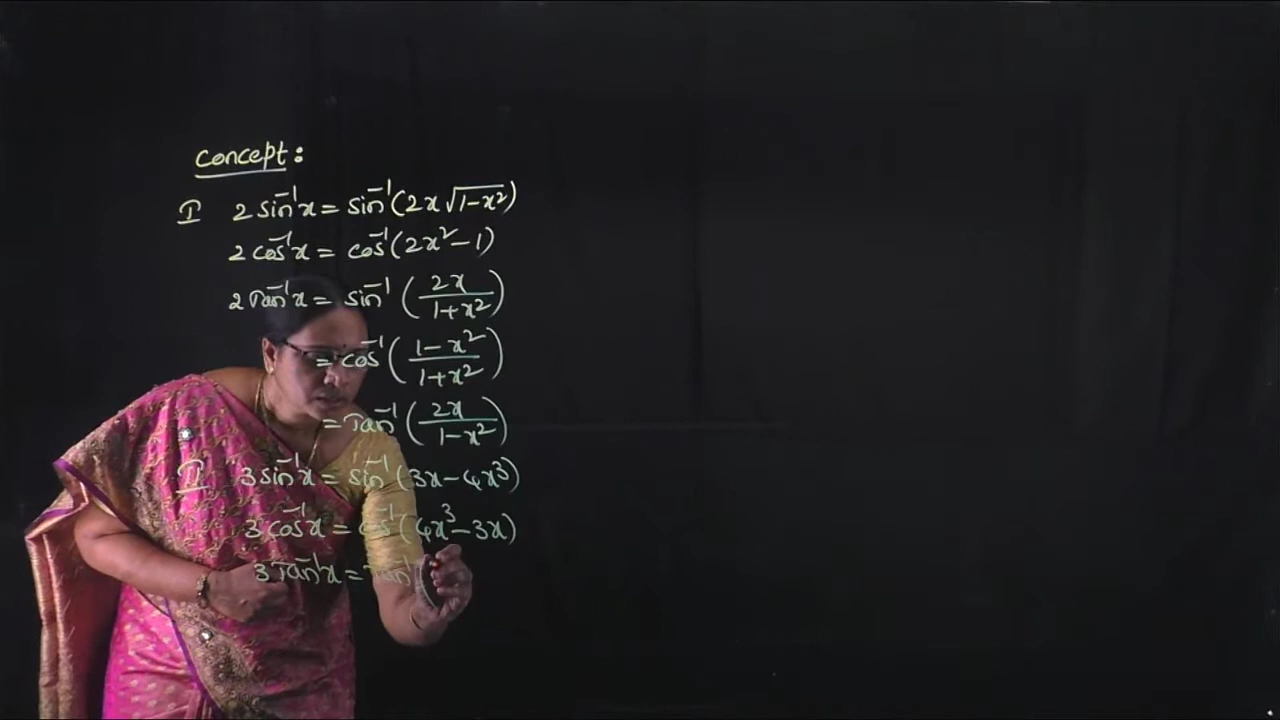 Concept:
I 2 sin⁻¹x = sin⁻¹(2x√(1-x²))
2 cos⁻¹x = cos⁻¹(2x²-1)
2 Tan⁻¹x = sin⁻¹(2x/(1+x²))
= cos⁻¹((1-x²)/(1+x²))
= Tan⁻¹(2x/(1-x²))
II 3 sin⁻¹x = sin⁻¹(3x-4x³)
3 cos⁻¹x = cos⁻¹(4x³-3x)
3 Tan⁻¹x = Tan⁻¹(